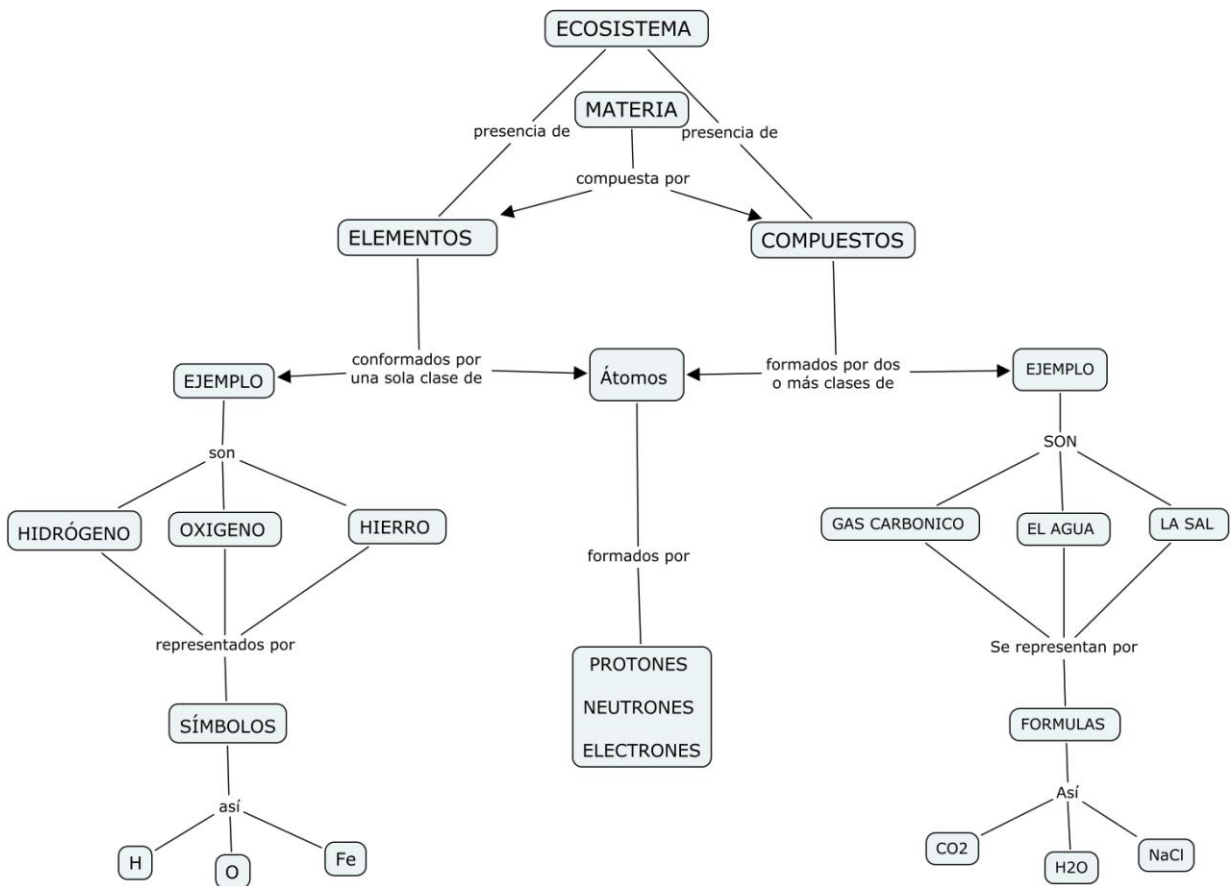 ECOSISTEMA
MATERIA
presencia de
presencia de
compuesta por
ELEMENTOS
COMPUESTOS
conformados por
una sola clase de
Átomos
formados por dos
o más clases de
EJEMPLO
EJEMPLO
son
SON
HIDRÓGENO
OXIGENO
HIERRO
GAS CARBONICO
EL AGUA
LA SAL
formados por
representados por
Se representan por
PROTONES
NEUTRONES
ELECTRONES
SÍMBOLOS
FORMULAS
así
Así
H
O
Fe
CO2
H2O
NaCl